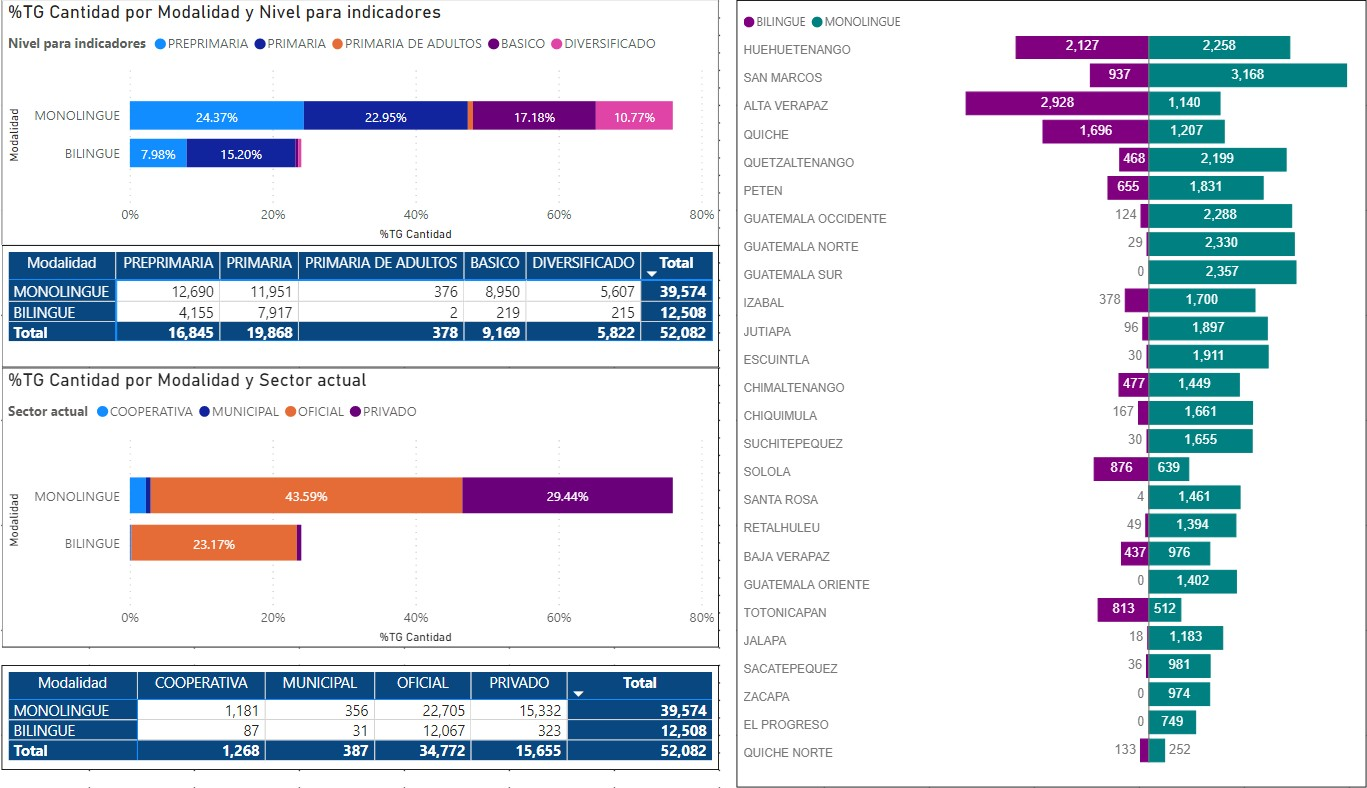 %TG Cantidad por Modalidad y Nivel para indicadores
Nivel para indicadores PREPRIMARIA PRIMARIA PRIMARIA DE ADULTOS BASICO DIVERSIFICADO
Modalidad
MONOLINGUE 24.37% 22.95% 17.18% 10.77%
BILINGUE 7.98% 15.20%
0% 20% 40% 60% 80%
%TG Cantidad
Modalidad PREPRIMARIA PRIMARIA PRIMARIA DE ADULTOS BASICO DIVERSIFICADO Total
MONOLINGUE 12,690 11,951 376 8,950 5,607 39,574
BILINGUE 4,155 7,917 2 219 215 12,508
Total 16,845 19,868 378 9,169 5,822 52,082
%TG Cantidad por Modalidad y Sector actual
Sector actual COOPERATIVA MUNICIPAL OFICIAL PRIVADO
Modalidad
MONOLINGUE 43.59% 29.44%
BILINGUE 23.17%
0% 20% 40% 60% 80%
%TG Cantidad
Modalidad COOPERATIVA MUNICIPAL OFICIAL PRIVADO Total
MONOLINGUE 1,181 356 22,705 15,332 39,574
BILINGUE 87 31 12,067 323 12,508
Total 1,268 387 34,772 15,655 52,082
BILINGUE MONOLINGUE
HUEHUETENANGO 2,127 2,258
SAN MARCOS 937 3,168
ALTA VERAPAZ 2,928 1,140
QUICHE 1,696 1,207
QUETZALTENANGO 468 2,199
PETEN 655 1,831
GUATEMALA OCCIDENTE 124 2,288
GUATEMALA NORTE 29 2,330
GUATEMALA SUR 0 2,357
IZABAL 378 1,700
JUTIAPA 96 1,897
ESCUINTLA 30 1,911
CHIMALTENANGO 477 1,449
CHIQUIMULA 167 1,661
SUCHITEPEQUEZ 30 1,655
SOLOLA 876 639
SANTA ROSA 4 1,461
RETALHULEU 49 1,394
BAJA VERAPAZ 437 976
GUATEMALA ORIENTE 0 1,402
TOTONICAPAN 813 512
JALAPA 18 1,183
SACATEPEQUEZ 36 981
ZACAPA 0 974
EL PROGRESO 0 749
QUICHE NORTE 133 252